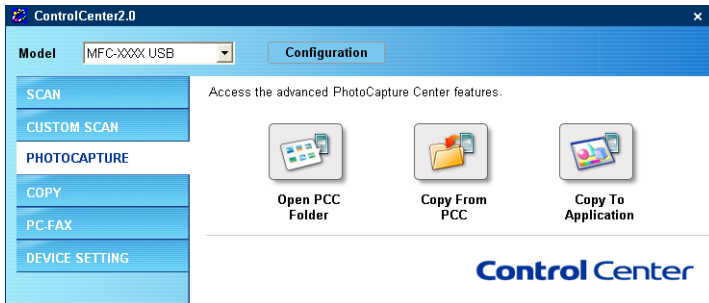 ControlCenter2.0
Model MFC-XXXX USB Configuration
SCAN
CUSTOM SCAN
PHOTOCAPTURE
COPY
PC-FAX
DEVICE SETTING
Access the advanced PhotoCapture Center features.
Open PCC
Folder
Copy From
PCC
Copy To
Application
Control Center